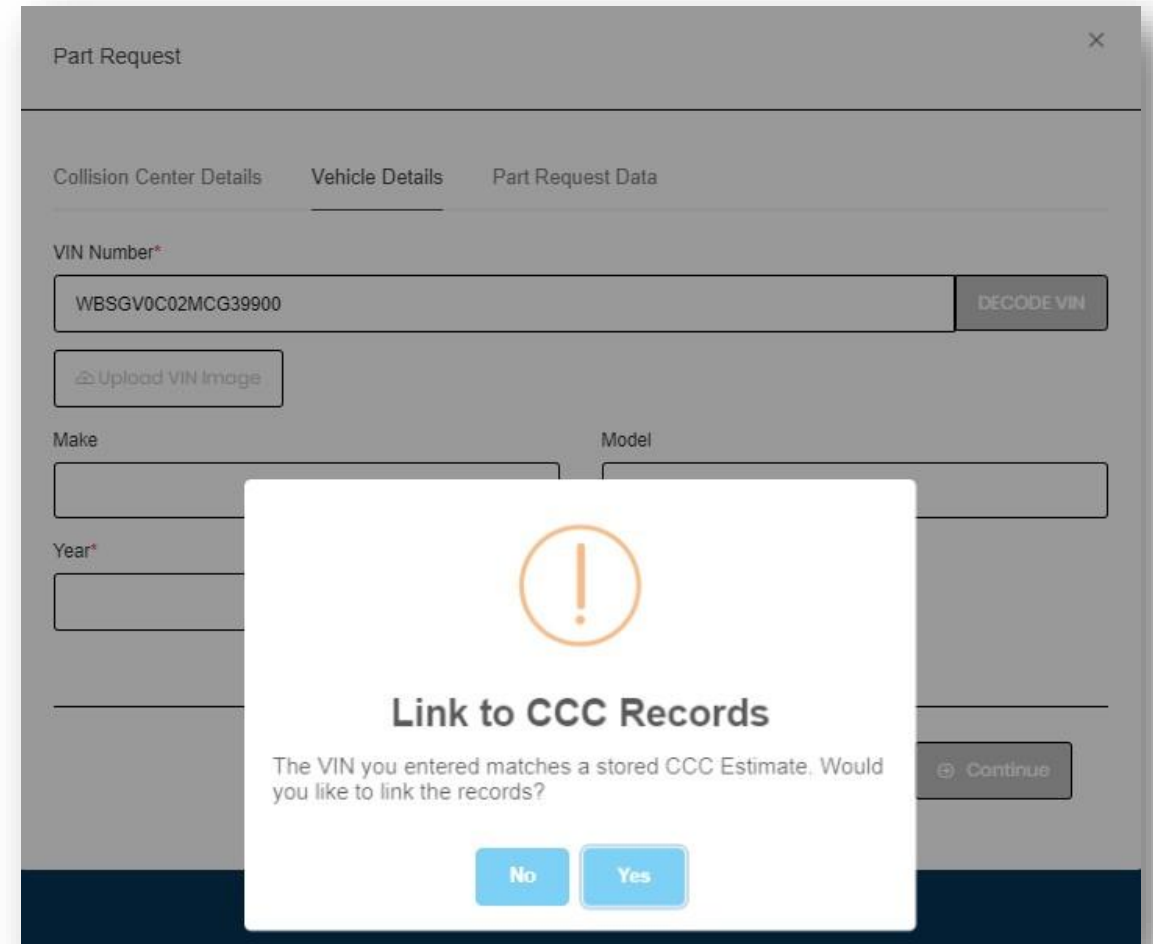 Part Request
×
Collision Center Details Vehicle Details Part Request Data
VIN Number*
WBSGV0C02MCG39900 DECODE VIN
Upload VIN Image
Make Model
Year*
Link to CCC Records
The VIN you entered matches a stored CCC Estimate. Would
you like to link the records?
Continue
No Yes